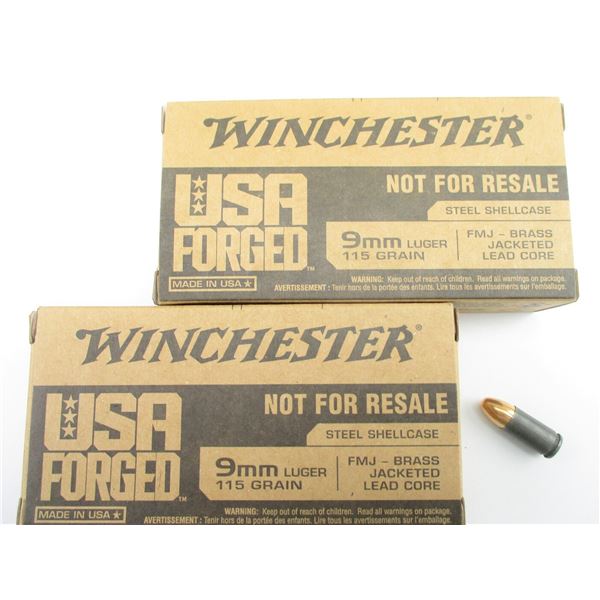 WINCHESTER®
USA
FORGED™
MADE IN USA ★
NOT FOR RESALE
STEEL SHELLCASE
9mm LUGER
115 GRAIN
FMJ – BRASS
JACKETED
LEAD CORE
WARNING: Keep out of reach of children. Read all warnings on package.
AVERTISSEMENT: Tenir hors de la portée des enfants. Lire tous les avertissements sur l'emballage.
WINCHESTER®
USA
FORGED™
MADE IN USA ★
NOT FOR RESALE
STEEL SHELLCASE
9mm LUGER
115 GRAIN
FMJ – BRASS
JACKETED
LEAD CORE
WARNING: Keep out of reach of children. Read all warnings on package.
AVERTISSEMENT: Tenir hors de la portée des enfants. Lire tous les avertissements sur l'emballage.